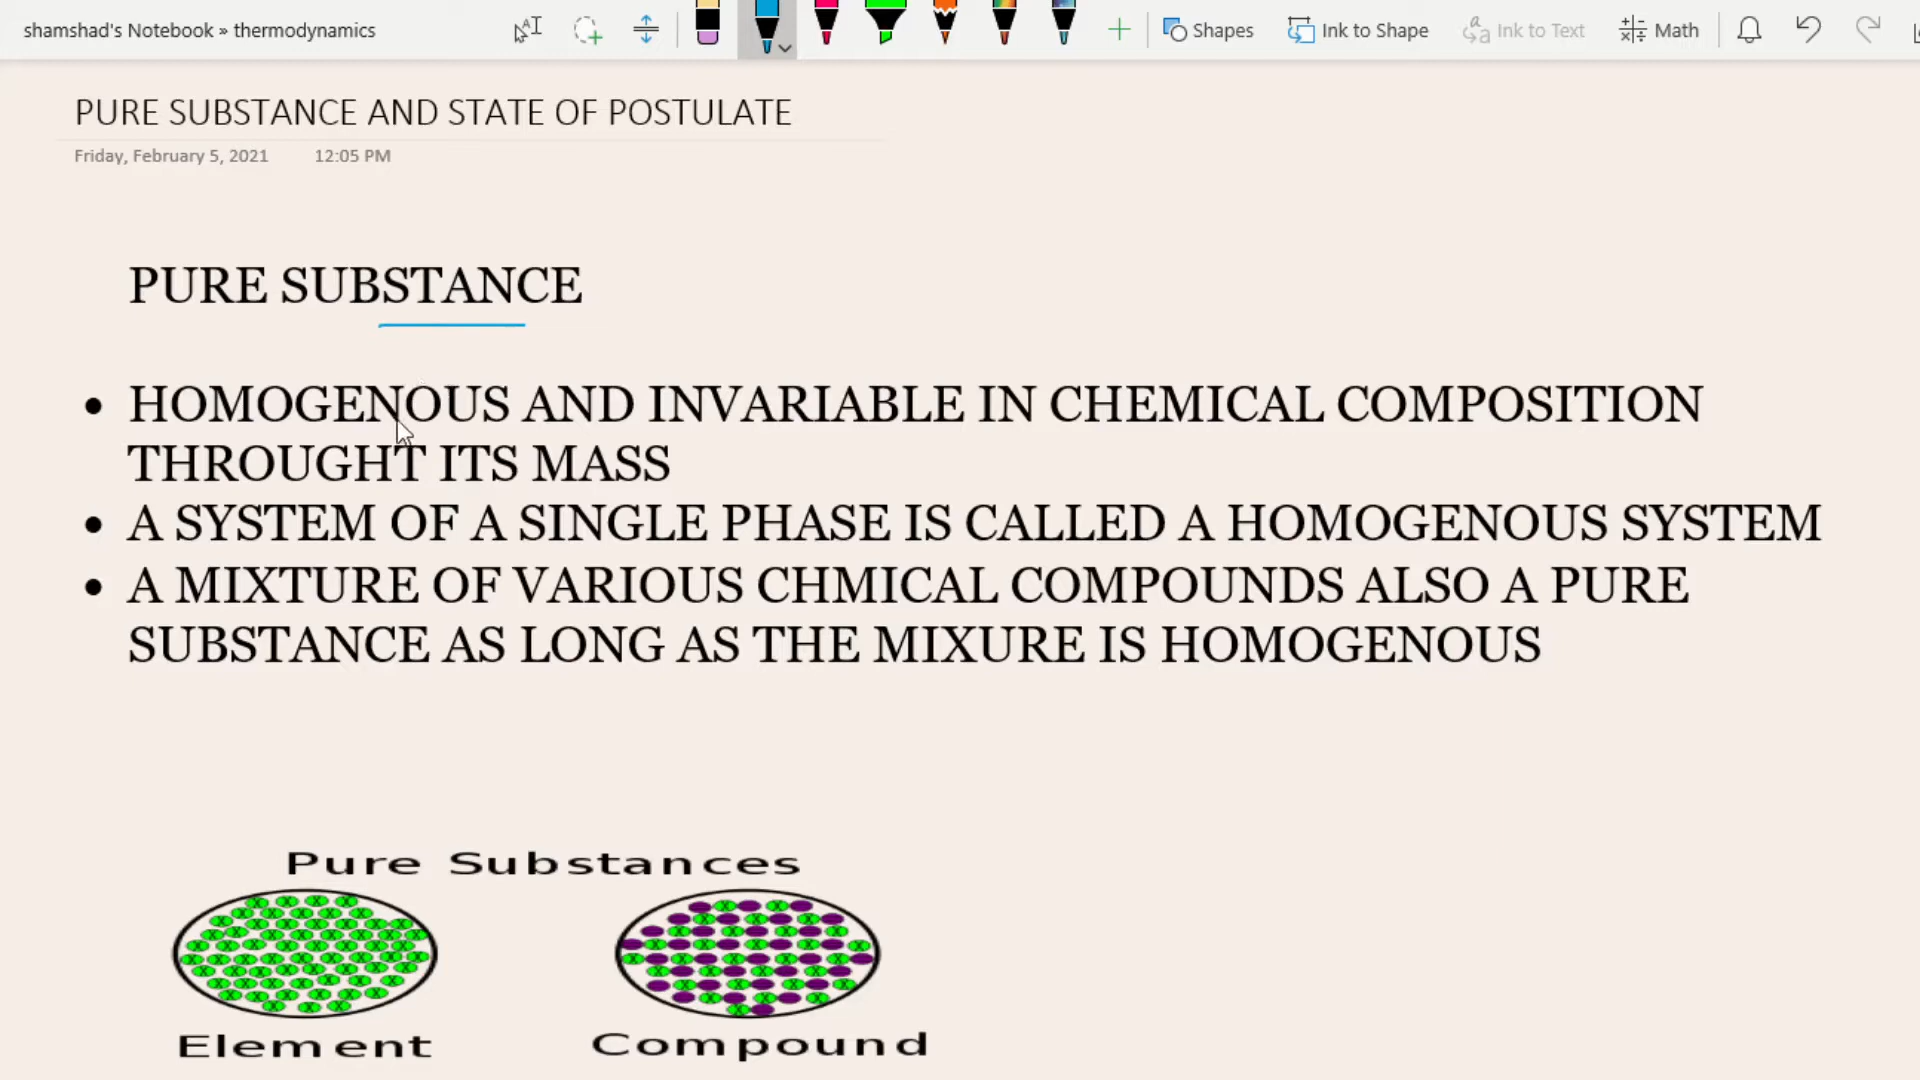 shamshad's Notebook » thermodynamics
Shapes
Ink to Shape
Ink to Text
Math
PURE SUBSTANCE AND STATE OF POSTULATE
Friday, February 5, 2021 12:05 PM
PURE SUBSTANCE
• HOMOGENOUS AND INVARIABLE IN CHEMICAL COMPOSITION
THROUGHT ITS MASS
• A SYSTEM OF A SINGLE PHASE IS CALLED A HOMOGENOUS SYSTEM
• A MIXTURE OF VARIOUS CHMICAL COMPOUNDS ALSO A PURE
SUBSTANCE AS LONG AS THE MIXURE IS HOMOGENOUS
Pure Substances
Element
Compound